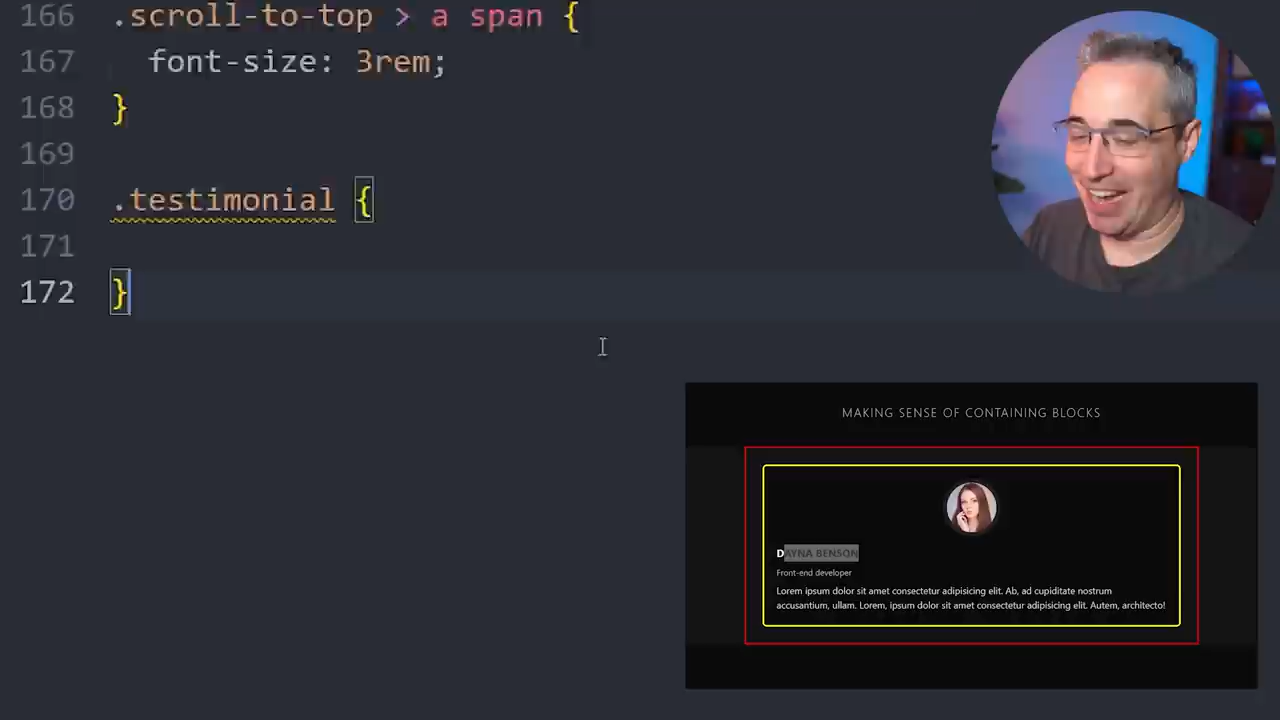 166 .scroll-to-top > a span {
167 font-size: 3rem;
168 }
169
170 .testimonial {
171
172 }
MAKING SENSE OF CONTAINING BLOCKS
DAYNA BENSON
Front-end developer
Lorem ipsum dolor sit amet consectetur adipisicing elit. Ab, ad cupiditate nostrum
accusantium, ullam. Lorem, ipsum dolor sit amet consectetur adipisicing elit. Autem, architecto!